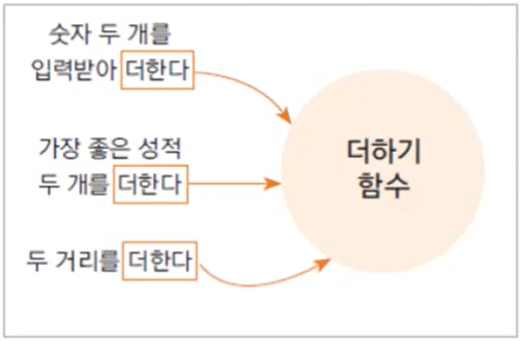 숫자 두 개를
입력받아 더한다
가장 좋은 성적
두 개를 더한다
두 거리를 더한다
더하기
함수